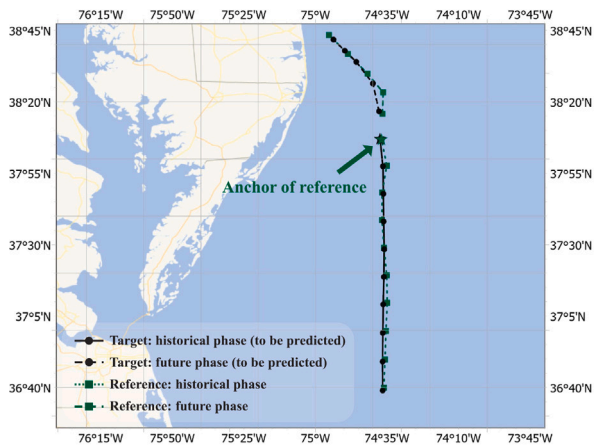 76°15'W 75°50'W 75°25'W 75°W 74°35'W 74°10'W 73°45'W
38°45'N 38°45'N
38°20'N 38°20'N
37°55'N 37°55'N
Anchor of reference
37°30'N 37°30'N
37°5'N 37°5'N
Target: historical phase (to be predicted)
Target: future phase (to be predicted)
Reference: historical phase
36°40'N 36°40'N
Reference: future phase
76°15'W 75°50'W 75°25'W 75°W 74°35'W 74°10'W 73°45'W